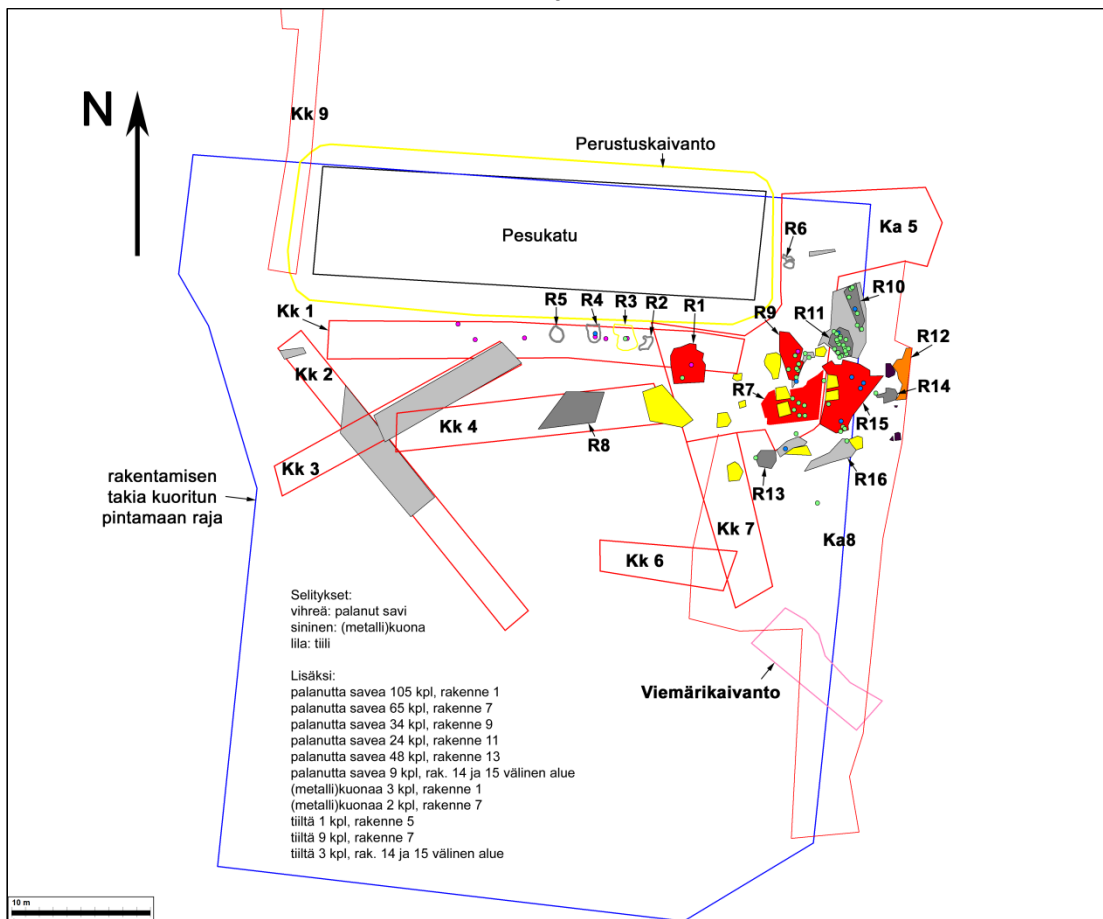 N
Kk 9
Perustuskaivanto
Pesukatu
R6
Ka 5
R10
Kk 1
R5
R4
R3
R2
R1
R9
R11
R12
Kk 2
R7
R14
R15
Kk 4
R8
Kk 3
R13
R16
rakentamisen
takia kuoritun
pintamaan raja
Kk 7
Ka8
Kk 6
Selitykset:
vihreä: palanut savi
sininen: (metalli)kuona
lila: tiili
Lisäksi:
palanutta savea 105 kpl, rakenne 1
palanutta savea 65 kpl, rakenne 7
palanutta savea 34 kpl, rakenne 9
palanutta savea 24 kpl, rakenne 11
palanutta savea 48 kpl, rakenne 13
palanutta savea 9 kpl, rak. 14 ja 15 välinen alue
(metalli)kuonaa 3 kpl, rakenne 1
(metalli)kuonaa 2 kpl, rakenne 7
tiiltä 1 kpl, rakenne 5
tiiltä 9 kpl, rakenne 7
tiiltä 3 kpl, rak. 14 ja 15 välinen alue
Viemärikaivanto
10 m